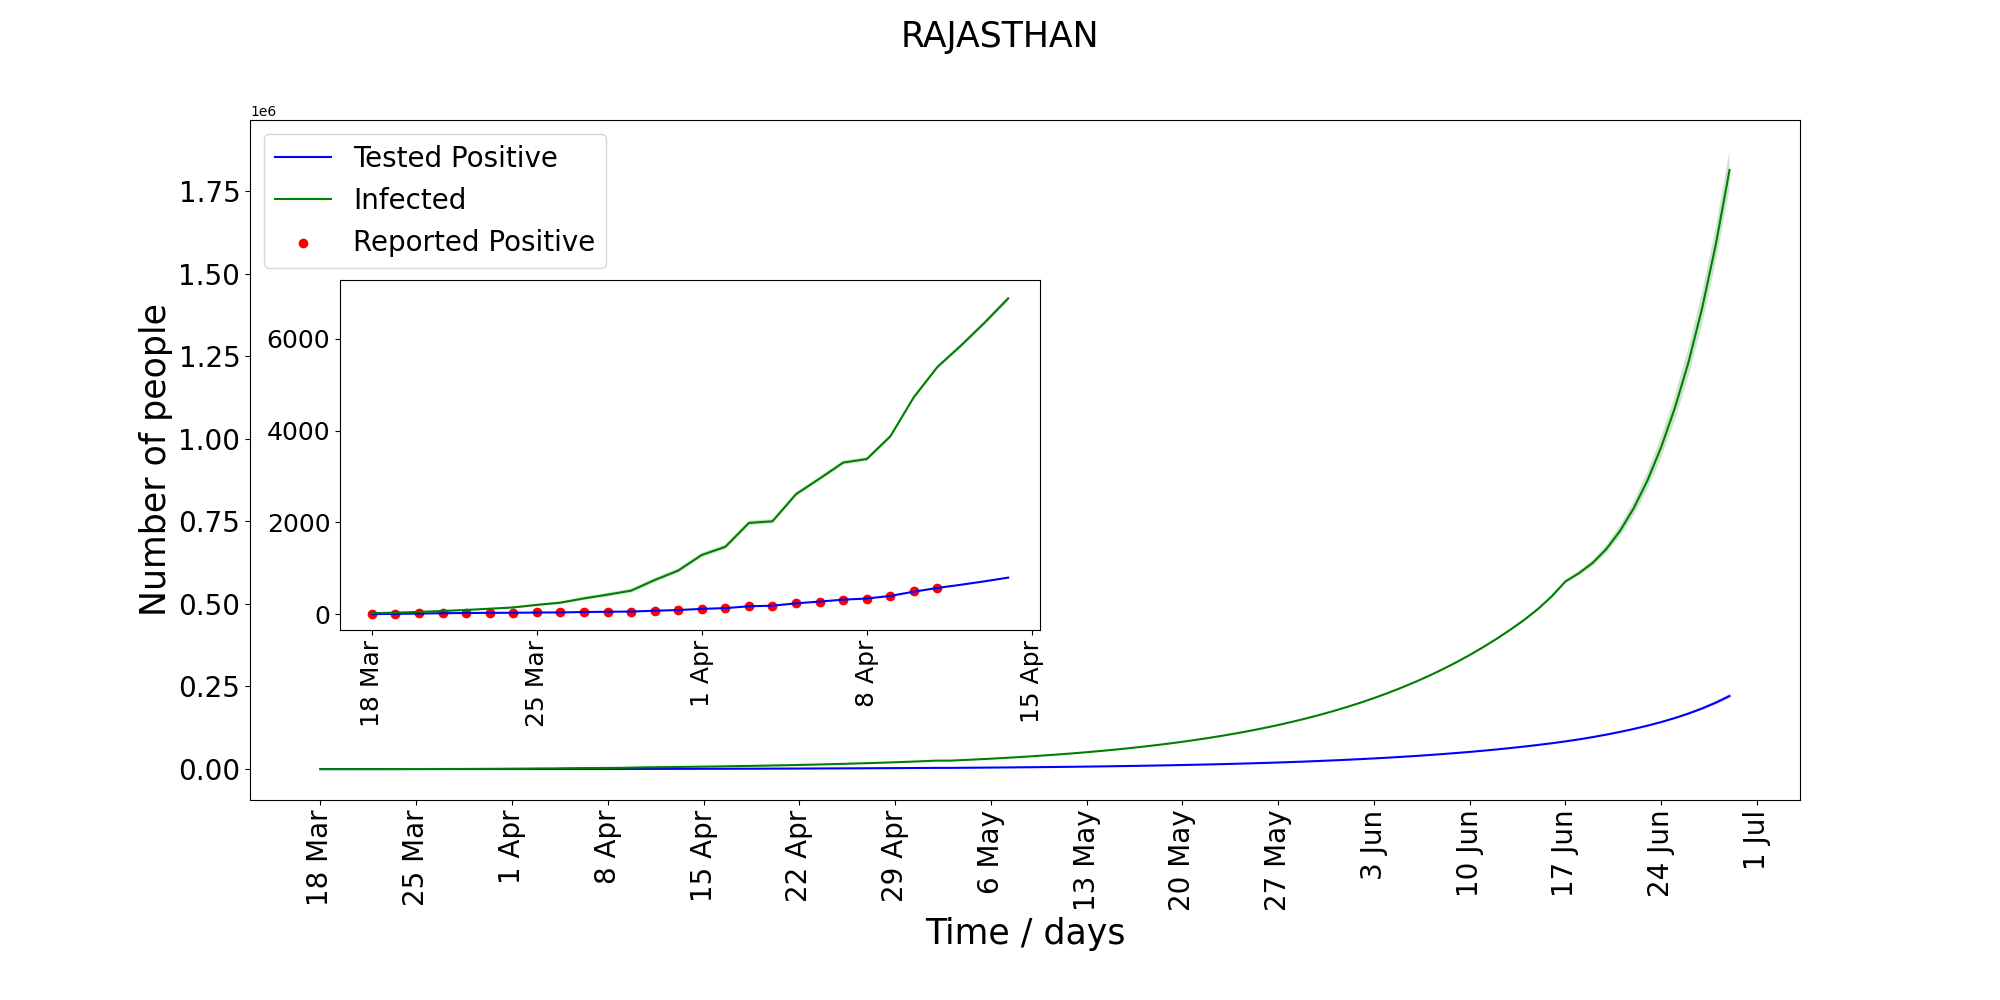 RAJASTHAN
1e6
Tested Positive
Infected
Reported Positive
1.75
1.50
1.25
1.00
0.75
0.50
0.25
0.00
Number of people
6000
4000
2000
0
18 Mar
25 Mar
1 Apr
8 Apr
15 Apr
18 Mar
25 Mar
1 Apr
8 Apr
15 Apr
22 Apr
29 Apr
6 May
13 May
20 May
27 May
3 Jun
10 Jun
17 Jun
24 Jun
1 Jul
Time / days